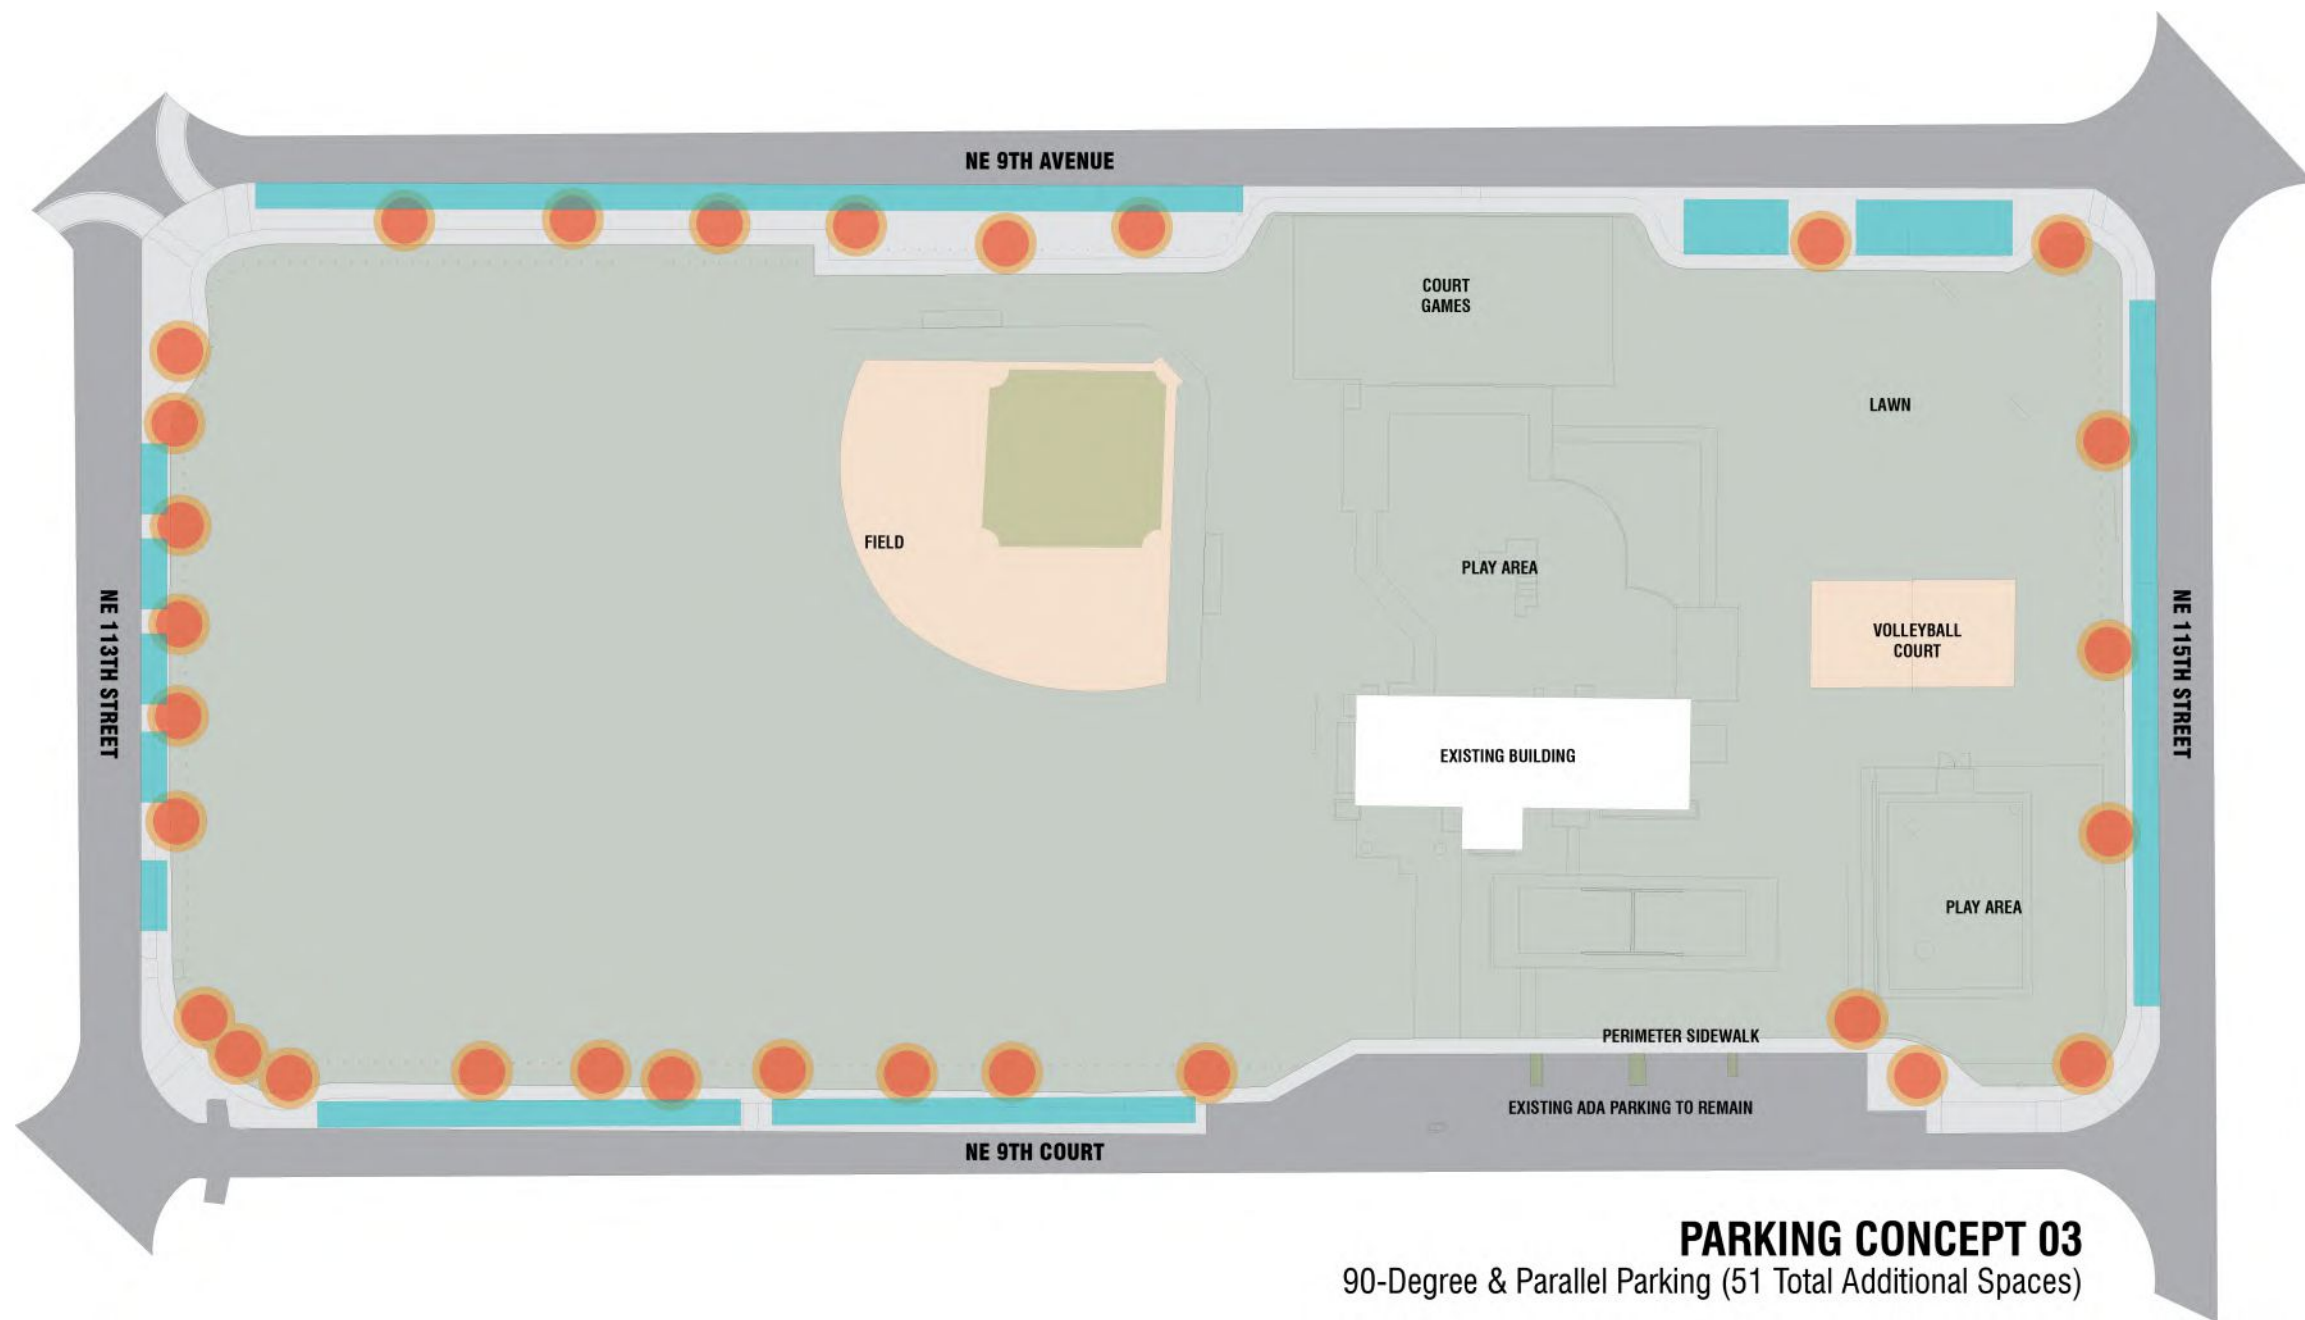 NE 9TH AVENUE
COURT
GAMES
LAWN
FIELD
PLAY AREA
NE 113TH STREET
VOLLEYBALL
COURT
NE 115TH STREET
EXISTING BUILDING
PLAY AREA
PERIMETER SIDEWALK
EXISTING ADA PARKING TO REMAIN
NE 9TH COURT
PARKING CONCEPT 03
90-Degree & Parallel Parking (51 Total Additional Spaces)